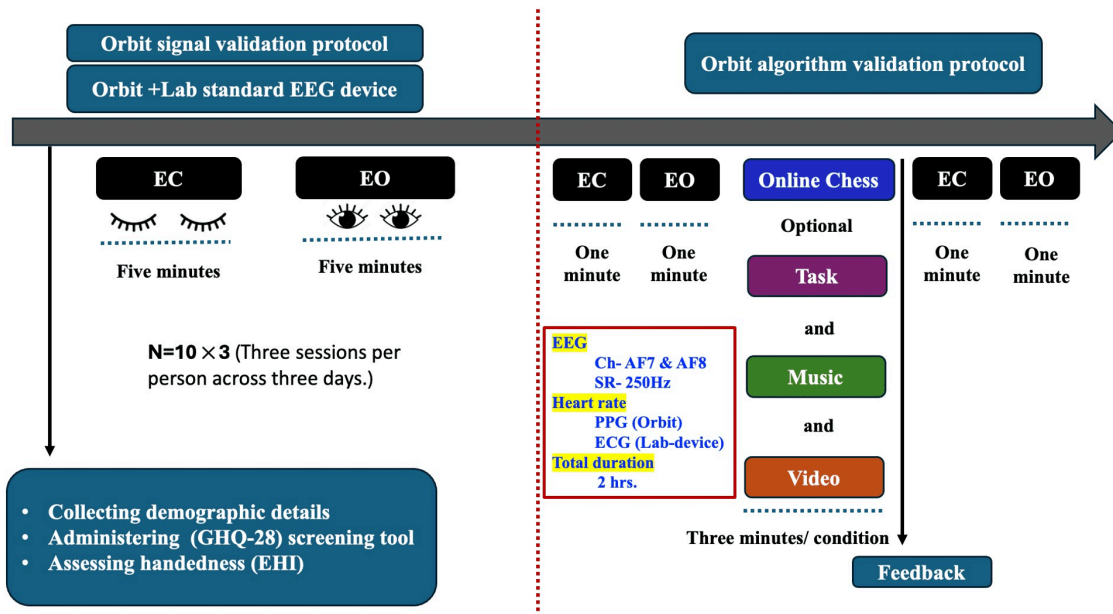 Orbit signal validation protocol
Orbit +Lab standard EEG device
EC
EO
Five minutes
Five minutes
N=10 × 3 (Three sessions per
person across three days.)
• Collecting demographic details
• Administering (GHQ-28) screening tool
• Assessing handedness (EHI)
Orbit algorithm validation protocol
EC
EO
Online Chess
EC
EO
One
minute
One
minute
Optional
Task
and
Music
and
Video
Three minutes/ condition
One
minute
One
minute
EEG
Ch- AF7 & AF8
SR- 250Hz
Heart rate
PPG (Orbit)
ECG (Lab-device)
Total duration
2 hrs.
Feedback